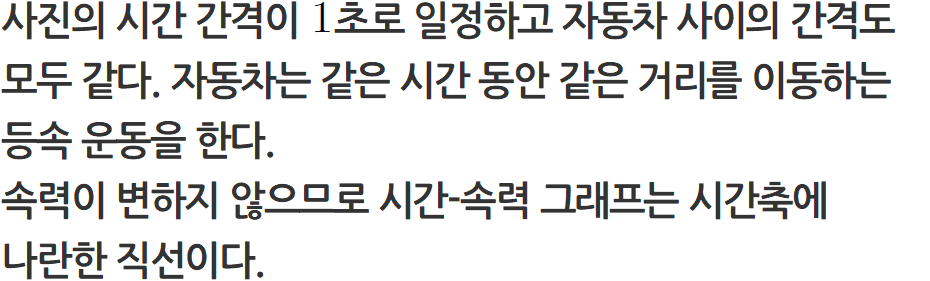 사진의 시간 간격이 1초로 일정하고 자동차 사이의 간격도
모두 같다. 자동차는 같은 시간 동안 같은 거리를 이동하는
등속 운동을 한다.
속력이 변하지 않으므로 시간-속력 그래프는 시간축에
나란한 직선이다.